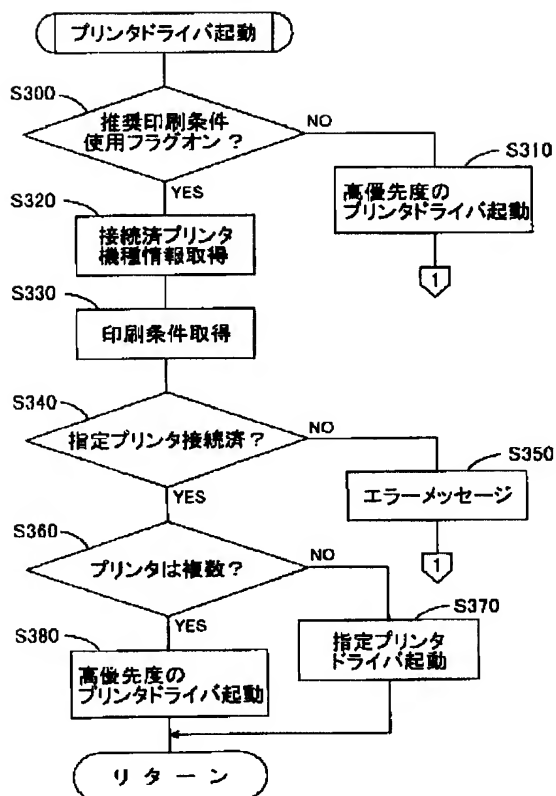 プリンタドライバ起動
S300
推奨印刷条件
使用フラグオン?
NO
YES
S310
高優先度の
プリンタドライバ起動
1
S320
接続済プリンタ
機種情報取得
S330
印刷条件取得
S340
指定プリンタ接続済?
NO
YES
S350
エラーメッセージ
1
S360
プリンタは複数?
NO
YES
S370
指定プリンタ
ドライバ起動
S380
高優先度の
プリンタドライバ起動
リターン